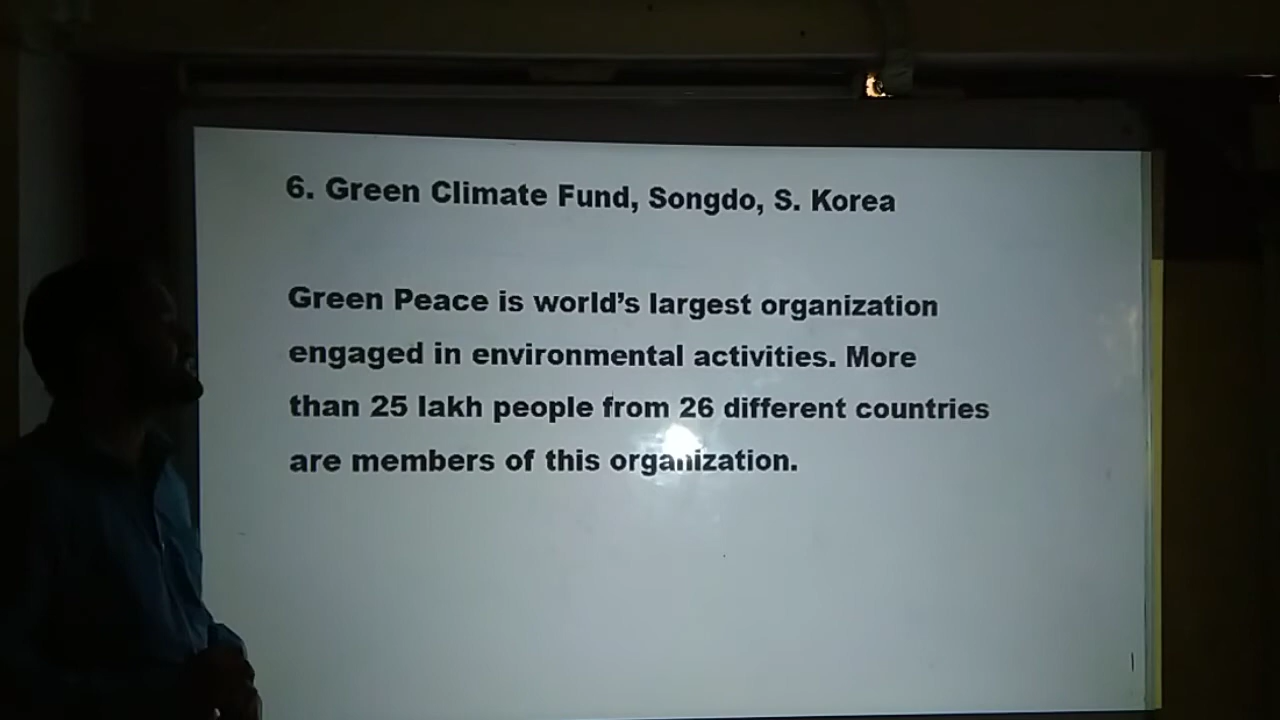 6. Green Climate Fund, Songdo, S. Korea
Green Peace is world's largest organization
engaged in environmental activities. More
than 25 lakh people from 26 different countries
are members of this organization.